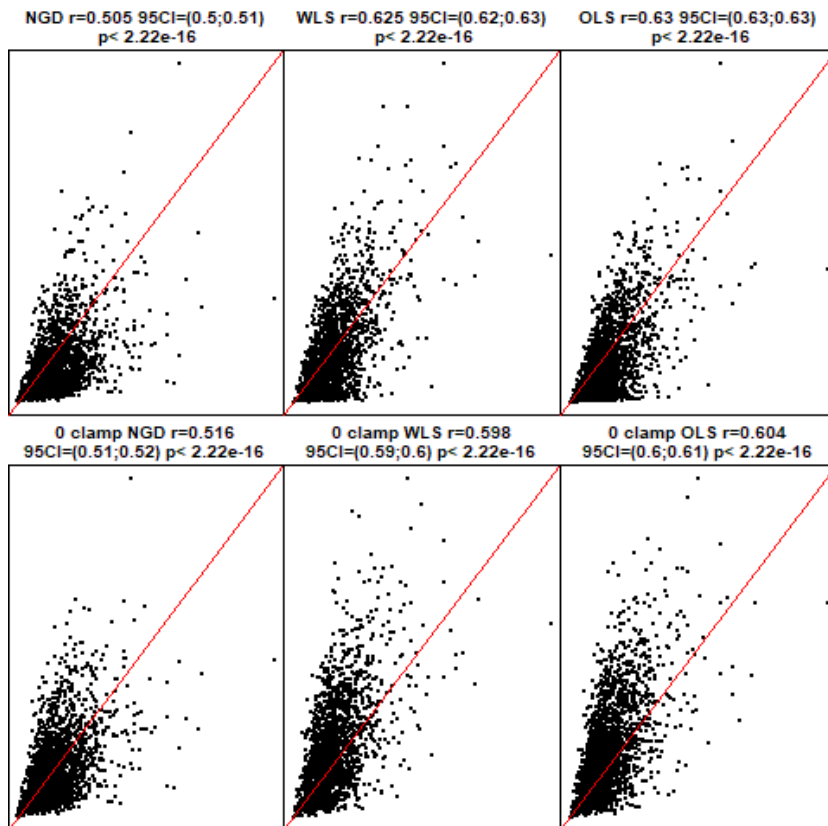 NGD r=0.505 95CI=(0.5;0.51)
p< 2.22e-16
WLS r=0.625 95CI=(0.62;0.63)
p< 2.22e-16
OLS r=0.63 95CI=(0.63;0.63)
p< 2.22e-16
0 clamp NGD r=0.516
95CI=(0.51;0.52) p< 2.22e-16
0 clamp WLS r=0.598
95CI=(0.59;0.6) p< 2.22e-16
0 clamp OLS r=0.604
95CI=(0.6;0.61) p< 2.22e-16